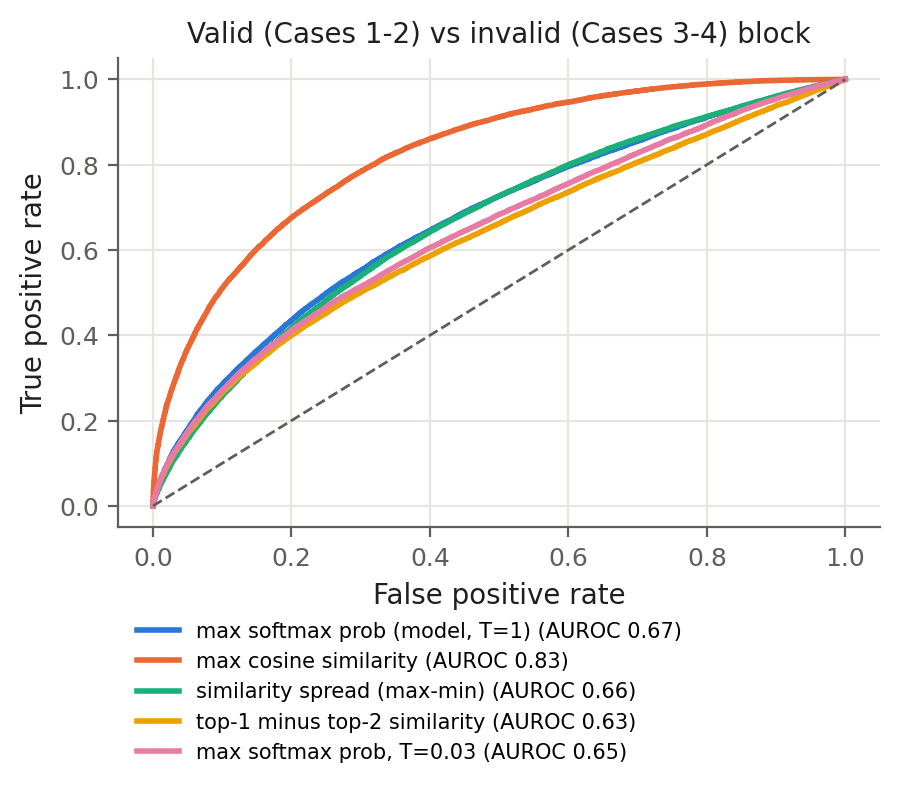 Valid (Cases 1-2) vs invalid (Cases 3-4) block
1.0
0.8
0.6
0.4
0.2
0.0
True positive rate
0.0 0.2 0.4 0.6 0.8 1.0
False positive rate
max softmax prob (model, T=1) (AUROC 0.67)
max cosine similarity (AUROC 0.83)
similarity spread (max-min) (AUROC 0.66)
top-1 minus top-2 similarity (AUROC 0.63)
max softmax prob, T=0.03 (AUROC 0.65)